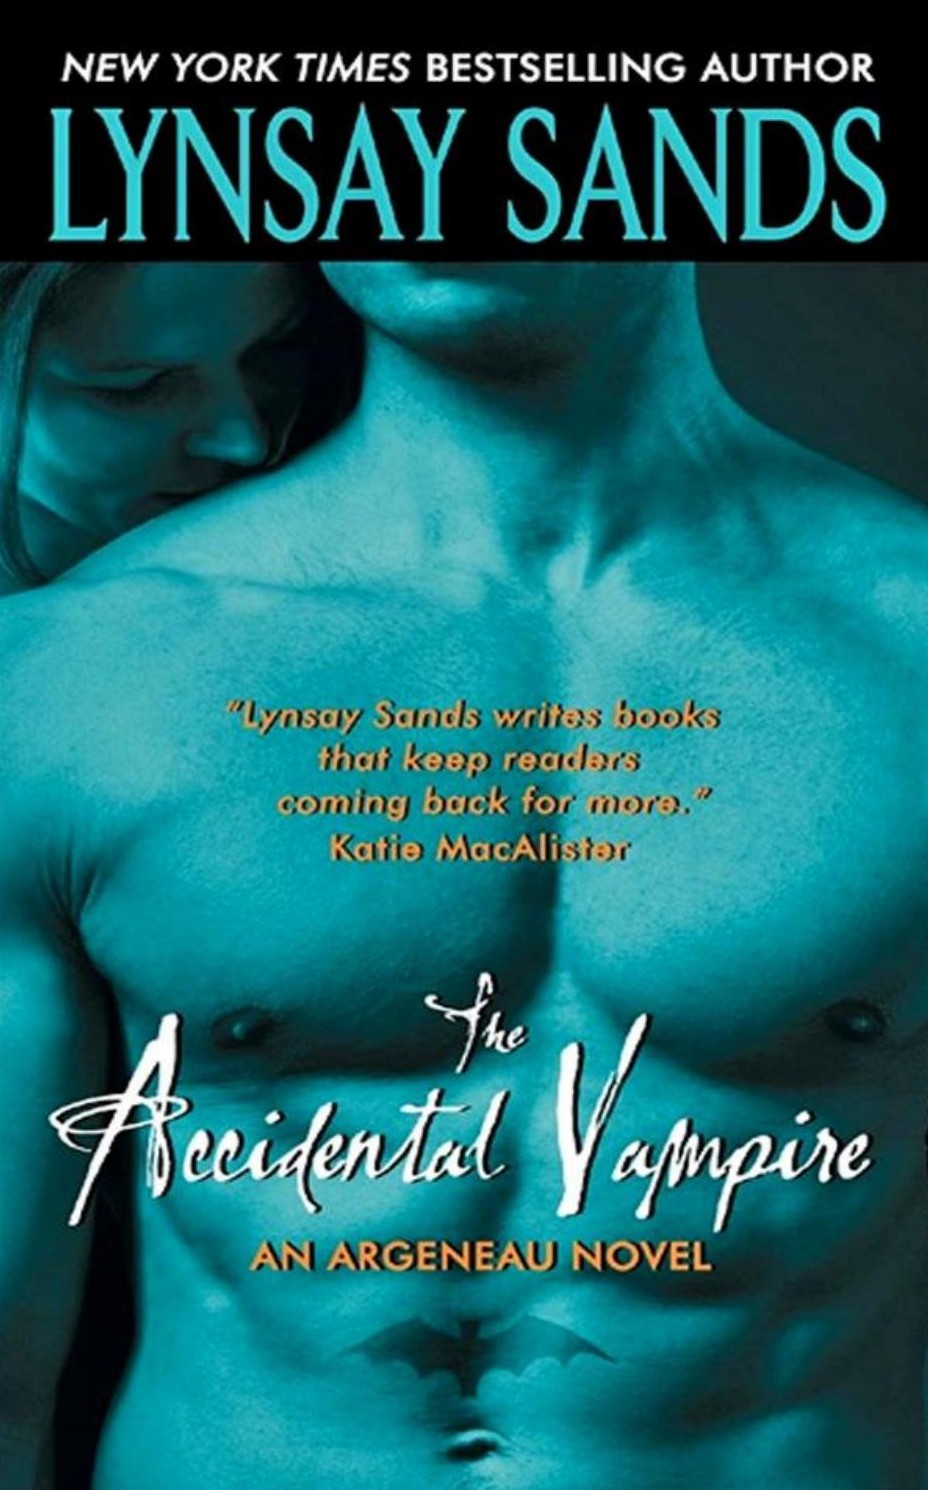 NEW YORK TIMES BESTSELLING AUTHOR
LYNSAY SANDS
"Lynsay Sands writes books
that keep readers
coming back for more."
Katie MacAlister
The
Accidental Vampire
AN ARGENEAU NOVEL